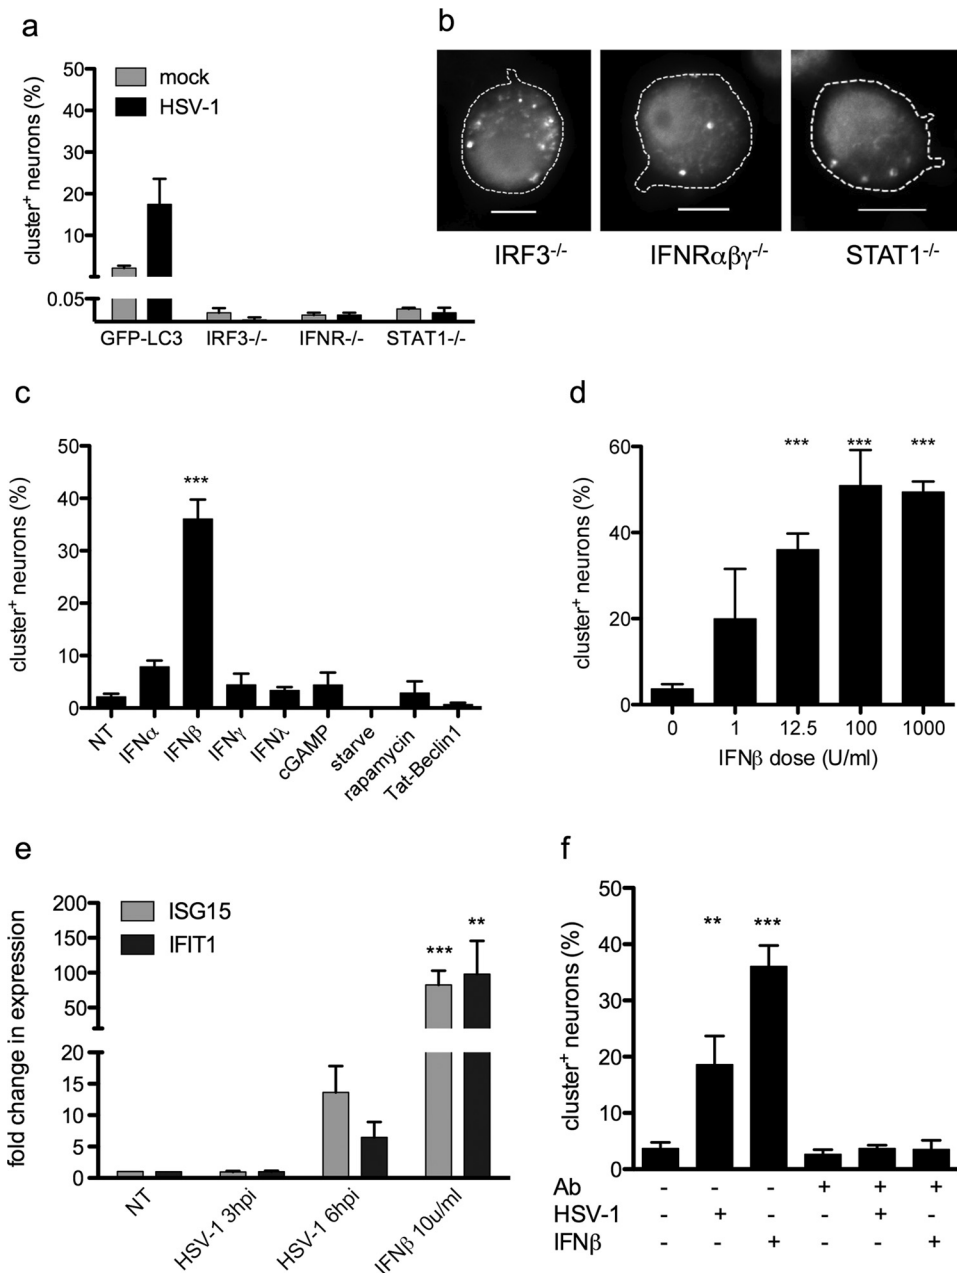 a
cluster+ neurons (%)
50
40
30
20
10
0.05
mock
HSV-1
GFP-LC3 IRF3-/- IFNR-/- STAT1-/-
b
IRF3-/- IFNRαβγ-/- STAT1-/-
c
cluster+ neurons (%)
50
40
30
20
10
0
NT IFNα IFNβ IFNγ IFNλ cGAMP starve rapamycin Tat-Beclin1
***
d
cluster+ neurons (%)
60
40
20
0
*** *** ***
0 1 12.5 100 1000
IFNβ dose (U/ml)
e
fold change in expression
200
150
100
50
20
15
10
5
0
ISG15
IFIT1
*** **
NT HSV-1 3hpi HSV-1 6hpi IFNβ 10u/ml
f
cluster+ neurons (%)
50
40
30
20
10
0
** ***
Ab - - - + + +
HSV-1 - + - - + -
IFNβ - - + - - +